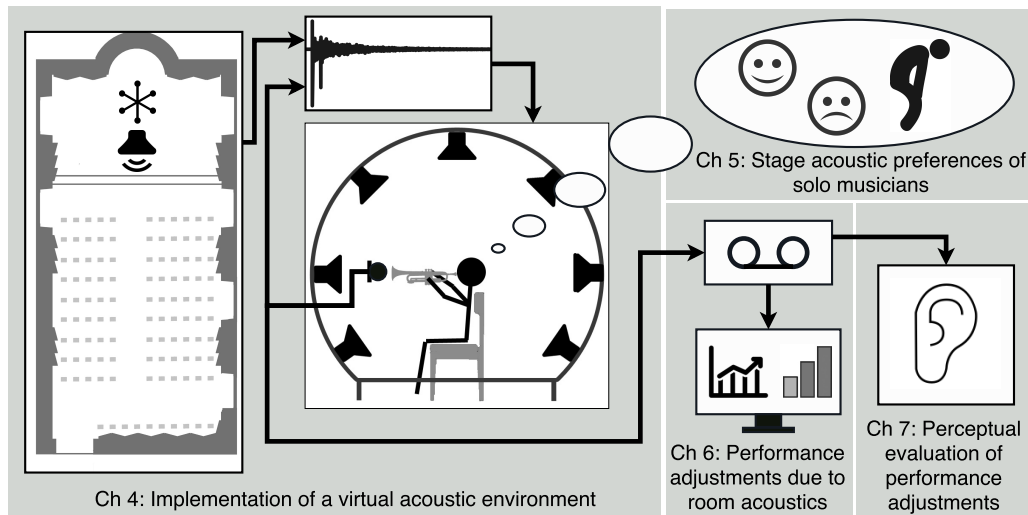 Ch 5: Stage acoustic preferences of
solo musicians
Ch 6: Performance
adjustments due to
room acoustics
Ch 7: Perceptual
evaluation of
performance
adjustments
Ch 4: Implementation of a virtual acoustic environment